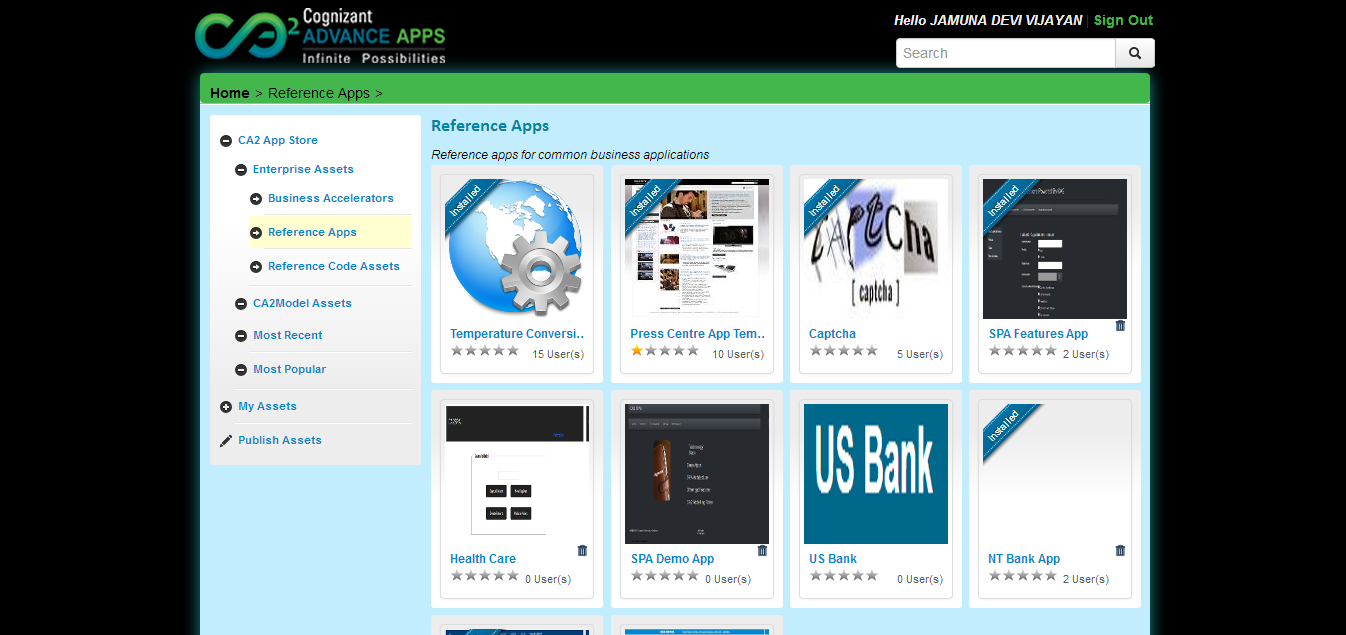 Cognizant
CA² ADVANCE APPS
Infinite Possibilities
Hello JAMUNA DEVI VIJAYAN | Sign Out
Search
Home > Reference Apps >
CA2 App Store
Enterprise Assets
Business Accelerators
Reference Apps
Reference Code Assets
CA2Model Assets
Most Recent
Most Popular
My Assets
Publish Assets
Reference Apps
Reference apps for common business applications
Installed
Temperature Conversi..
15 User(s)
Installed
Press Centre App Tem..
10 User(s)
Installed
CAPtCha
[ captcha ]
Captcha
5 User(s)
Installed
SPA Features App
2 User(s)
Health Care
0 User(s)
SPA Demo App
0 User(s)
US Bank
US Bank
0 User(s)
Installed
NT Bank App
2 User(s)